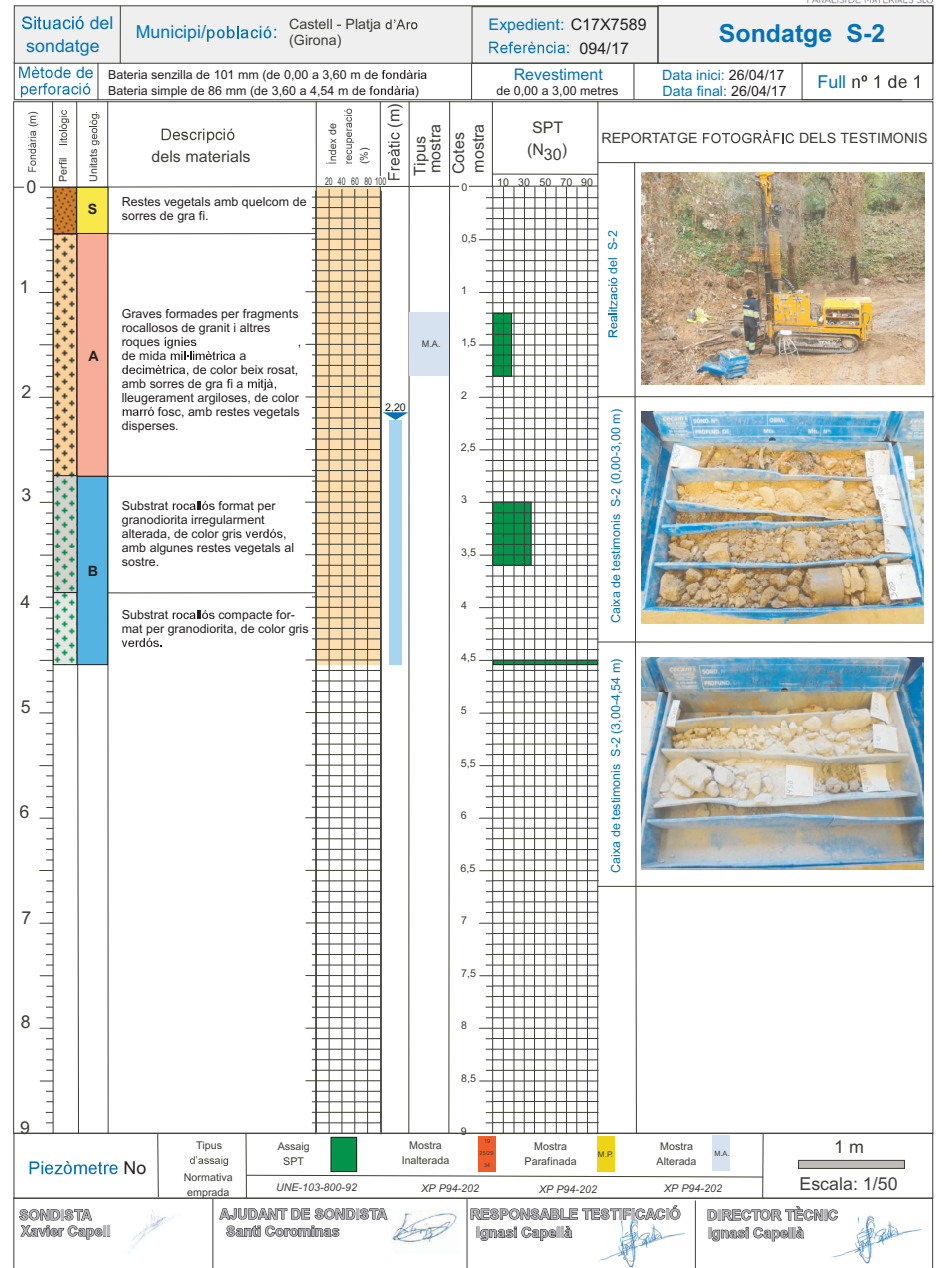 Situació del
sondatge
Municipi/població: Castell - Platja d'Aro
(Girona)
Expedient: C17X7589
Referència: 094/17
Sondatge S-2
Mètode de
perforació
Bateria senzilla de 101 mm (de 0,00 a 3,60 m de fondària
Bateria simple de 86 mm (de 3,60 a 4,54 m de fondària)
Revestiment
de 0,00 a 3,00 metres
Data inici: 26/04/17
Data final: 26/04/17
Full nº 1 de 1
Fondària (m)
Perfil litològic
Unitats geològ.
Descripció
dels materials
Índex de
recuperació
(%)
20 40 60 80 100
Freàtic (m)
Tipus
mostra
Cotes
mostra
SPT
(N30)
10 30 50 70 90
REPORTATGE FOTOGRÀFIC DELS TESTIMONIS
0
1
2
3
4
5
6
7
8
9
S
Restes vegetals amb quelcom de
sorres de gra fi.
A
Graves formades per fragments
rocallosos de granit i altres
roques ignies ,
de mida mil·limètrica a
decimètrica, de color beix rosat,
amb sorres de gra fi a mitjà,
lleugerament argiloses, de color
marró fosc, amb restes vegetals
disperses.
B
Substrat rocallós format per
granodiorita irregularment
alterada, de color gris verdós,
amb algunes restes vegetals al
sostre.
Substrat rocallós compacte for-
mat per granodiorita, de color gris
verdós.
2,20
M.A.
0
0,5
1
1,5
2
2,5
3
3,5
4
4,5
5
5,5
6
6,5
7
7,5
8
8,5
9
Realització del S-2
Caixa de testimonis S-2 (0,00-3,00 m)
Caixa de testimonis S-2 (3,00-4,54 m)
Piezòmetre No
Tipus
d'assaig
Normativa
emprada
Assaig
SPT
UNE-103-800-92
Mostra
Inalterada
XP P94-202
Mostra
Parafinada
M.P.
XP P94-202
Mostra
Alterada
M.A.
XP P94-202
1 m
Escala: 1/50
SONDISTA
Xavier Capell
AJUDANT DE SONDISTA
Santi Corominas
RESPONSABLE TESTIFICACIÓ
Ignasi Capellà
DIRECTOR TÈCNIC
Ignasi Capellà